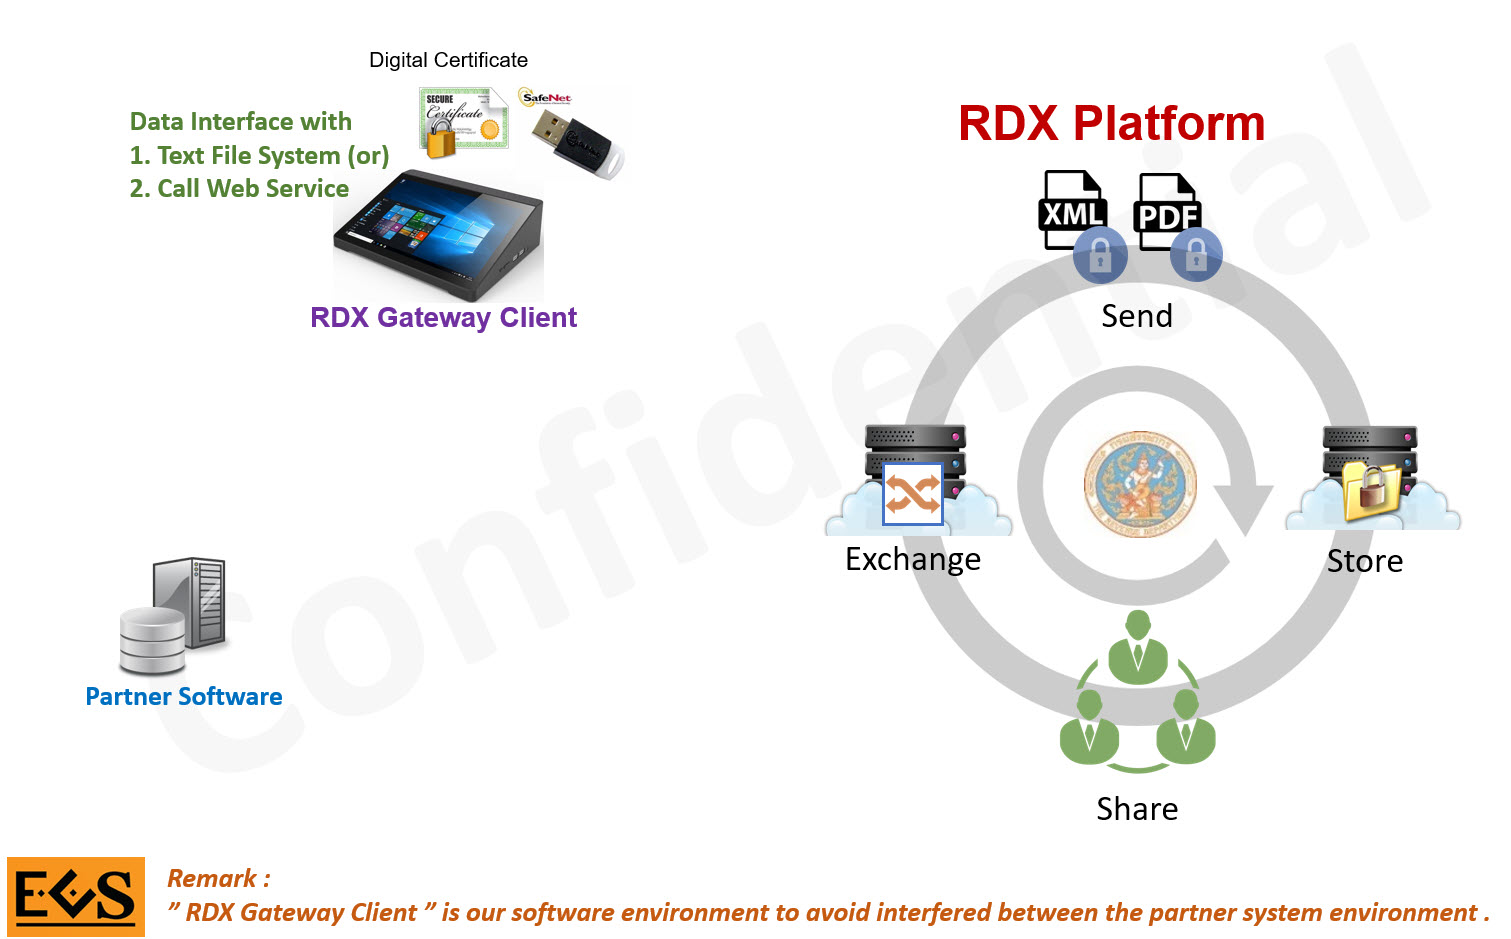 Digital Certificate
SECURE
Certificate
SafeNet
Data Interface with
1. Text File System (or)
2. Call Web Service
RDX Gateway Client
RDX Platform
XML
PDF
Send
Exchange
Store
Share
Partner Software
Confidential
EGS
Remark :
” RDX Gateway Client ” is our software environment to avoid interfered between the partner system environment .